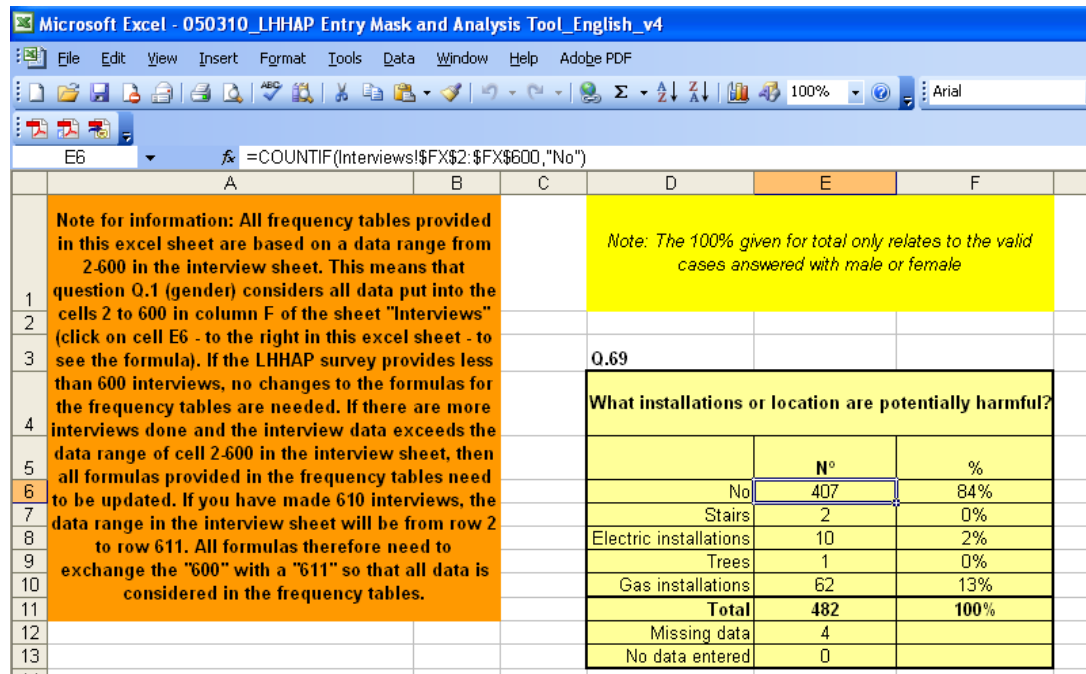 Microsoft Excel - 050310_LHHAP Entry Mask and Analysis Tool_English_v4
File Edit View Insert Format Tools Data Window Help Adobe PDF
100% Arial
E6 fx =COUNTIF(Interviews!$FX$2:$FX$600,"No")
A B C D E F
Note for information: All frequency tables provided
in this excel sheet are based on a data range from
2-600 in the interview sheet. This means that
question Q.1 (gender) considers all data put into the
cells 2 to 600 in column F of the sheet "Interviews"
(click on cell E6 - to the right in this excel sheet - to
see the formula). If the LHHAP survey provides less
than 600 interviews, no changes to the formulas for
the frequency tables are needed. If there are more
interviews done and the interview data exceeds the
data range of cell 2-600 in the interview sheet, then
all formulas provided in the frequency tables need
to be updated. If you have made 610 interviews, the
data range in the interview sheet will be from row 2
to row 611. All formulas therefore need to
exchange the "600" with a "611" so that all data is
considered in the frequency tables.
Note: The 100% given for total only relates to the valid
cases answered with male or female
1
2
3 Q.69
4 What installations or location are potentially harmful?
5 N° %
6 No 407 84%
7 Stairs 2 0%
8 Electric installations 10 2%
9 Trees 1 0%
10 Gas installations 62 13%
11 Total 482 100%
12 Missing data 4
13 No data entered 0